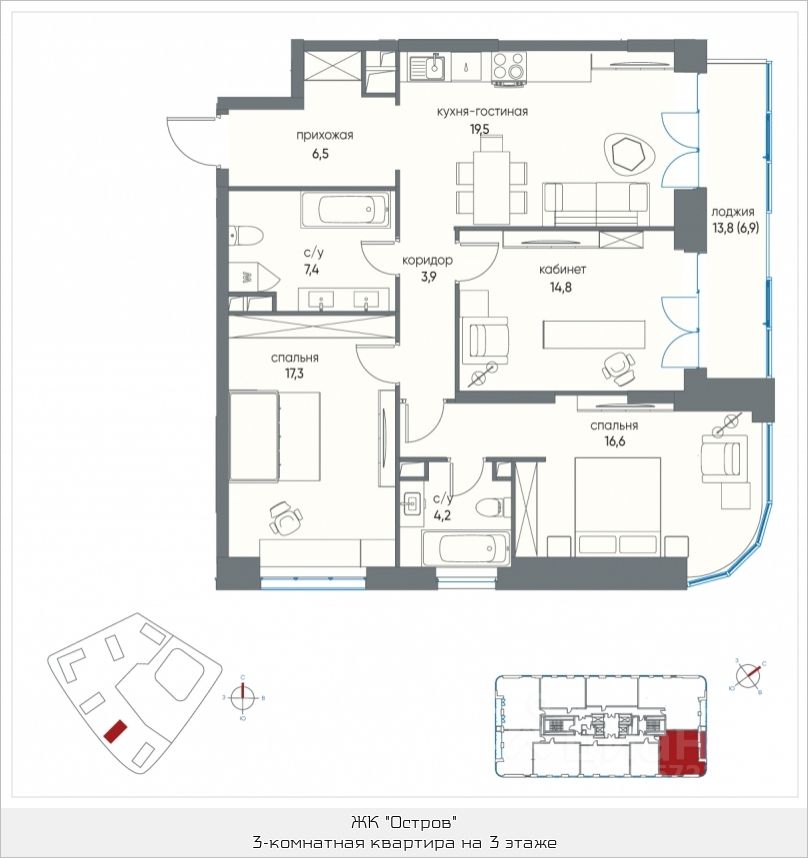 прихожая
6,5
кухня-гостиная
19,5
лоджия
13,8 (6,9)
с/у
7,4
коридор
3,9
кабинет
14,8
спальня
17,3
спальня
16,6
с/у
4,2
С
З
В
Ю
З
С
Ю
В
ЖК "Остров"
3-комнатная квартира на 3 этаже